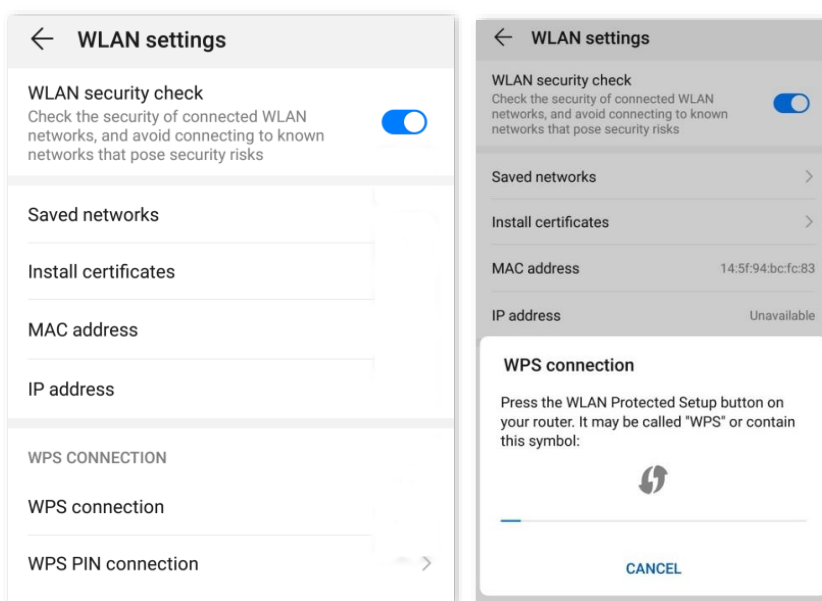 WLAN settings
WLAN security check
Check the security of connected WLAN
networks, and avoid connecting to known
networks that pose security risks
Saved networks
Install certificates
MAC address
IP address
WPS CONNECTION
WPS connection
WPS PIN connection
WLAN settings
WLAN security check
Check the security of connected WLAN
networks, and avoid connecting to known
networks that pose security risks
Saved networks
Install certificates
MAC address 14:5f:94:bc:fc:83
IP address Unavailable
WPS connection
Press the WLAN Protected Setup button on
your router. It may be called "WPS" or contain
this symbol:
CANCEL